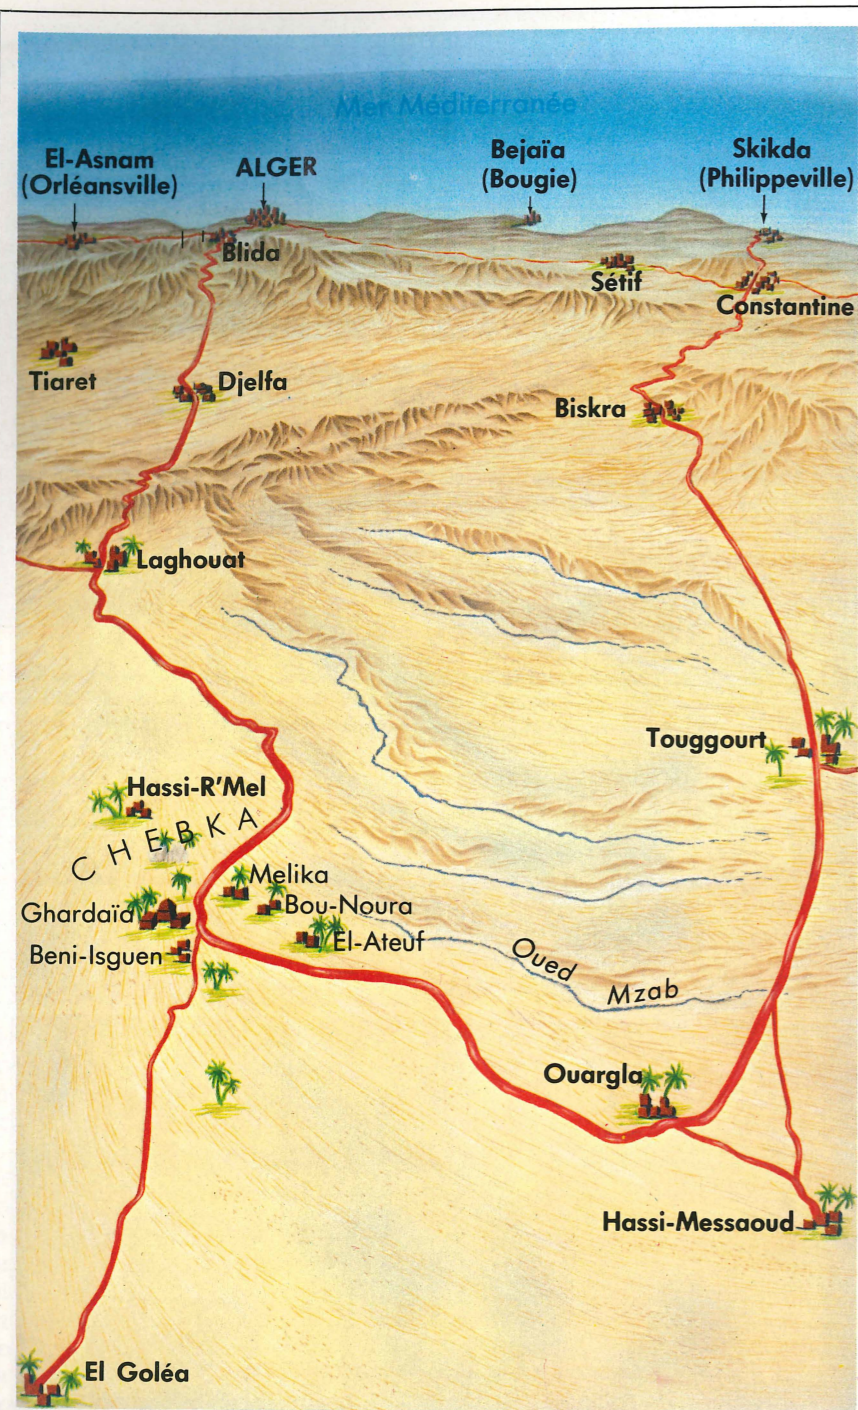 Mer Méditerranée
El-Asnam
(Orléansville)
ALGER
Bejaïa
(Bougie)
Skikda
(Philippeville)
Blida
Sétif
Constantine
Tiaret
Djelfa
Biskra
Laghouat
Touggourt
Hassi-R'Mel
CHEBKA
Melika
Ghardaïa
Bou-Noura
El-Ateuf
Beni-Isguen
Oued
Mzab
Ouargla
Hassi-Messaoud
El Goléa